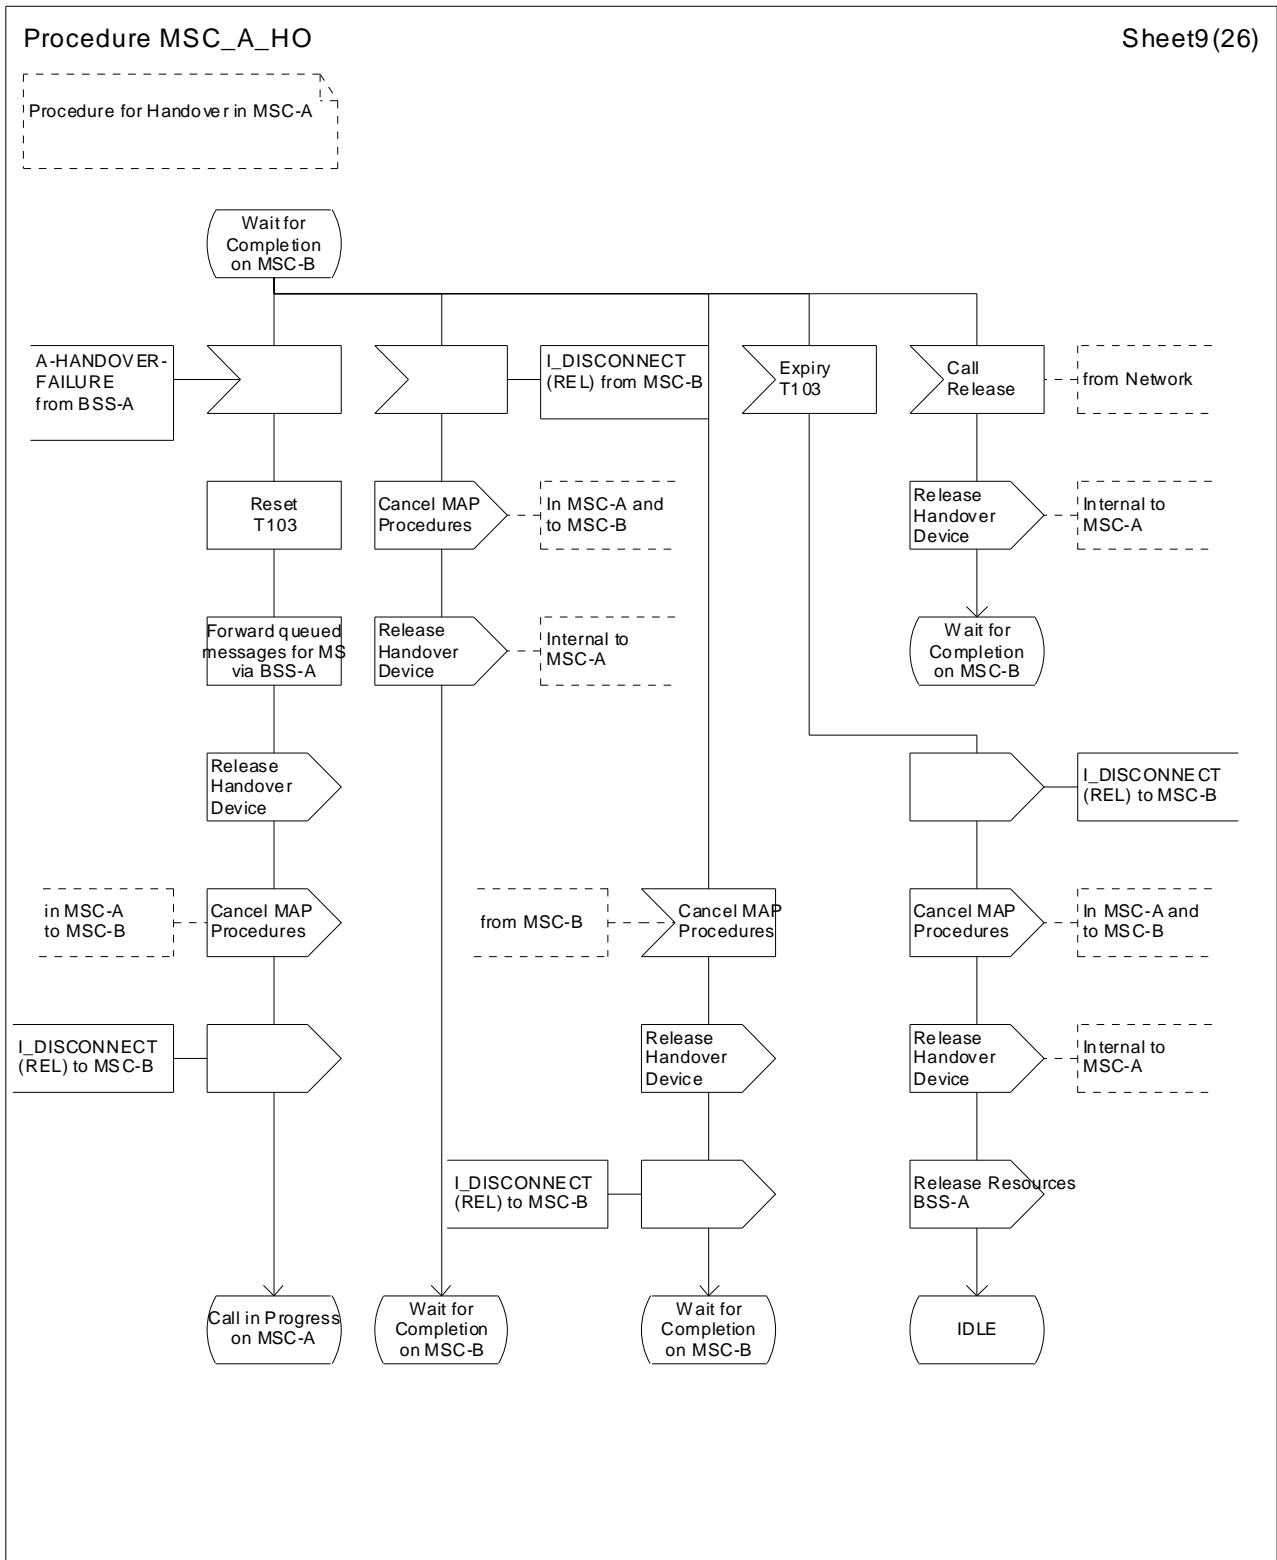 Procedure MSC_A_HO
Sheet9(26)
Procedure for Handover in MSC-A
Wait for
Completion
on MSC-B
A-HANDOVER-
FAILURE
from BSS-A
I_DISCONNECT
(REL) from MSC-B
Expiry
T103
Call
Release
from Network
Reset
T103
Cancel MAP
Procedures
In MSC-A and
to MSC-B
Release
Handover
Device
Internal to
MSC-A
Forward queued
messages for MS
via BSS-A
Release
Handover
Device
Internal to
MSC-A
Wait for
Completion
on MSC-B
Release
Handover
Device
I_DISCONNECT
(REL) to MSC-B
in MSC-A
to MSC-B
Cancel MAP
Procedures
from MSC-B
Cancel MAP
Procedures
Cancel MAP
Procedures
In MSC-A and
to MSC-B
I_DISCONNECT
(REL) to MSC-B
Release
Handover
Device
Release
Handover
Device
Internal to
MSC-A
I_DISCONNECT
(REL) to MSC-B
Release Resources
BSS-A
Call in Progress
on MSC-A
Wait for
Completion
on MSC-B
Wait for
Completion
on MSC-B
IDLE